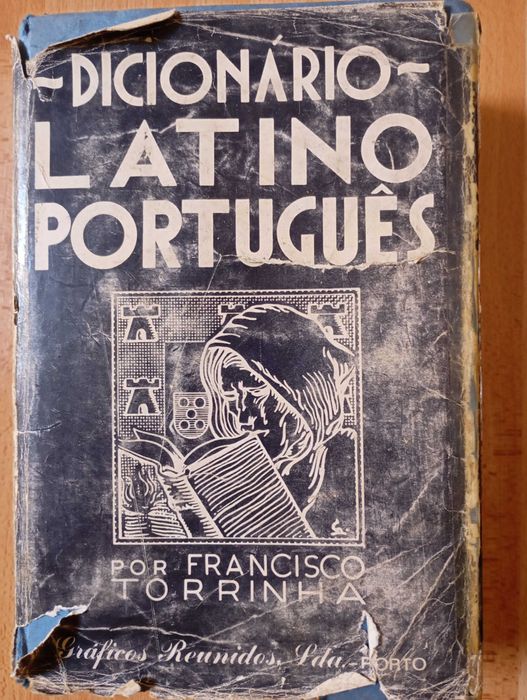 ~DICIONÁRIO~
LATINO
PORTUGUÊS
POR FRANCISCO
TORRINHA
Gráficos Reunidos, Lda.-PORTO